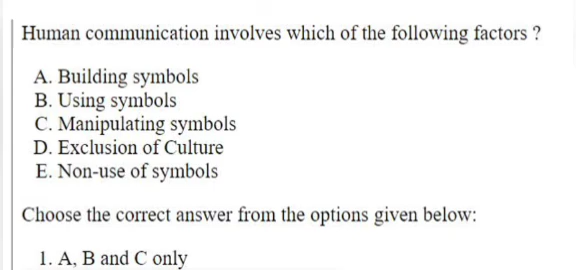 Human communication involves which of the following factors ?
A. Building symbols
B. Using symbols
C. Manipulating symbols
D. Exclusion of Culture
E. Non-use of symbols
Choose the correct answer from the options given below:
1. A, B and C only